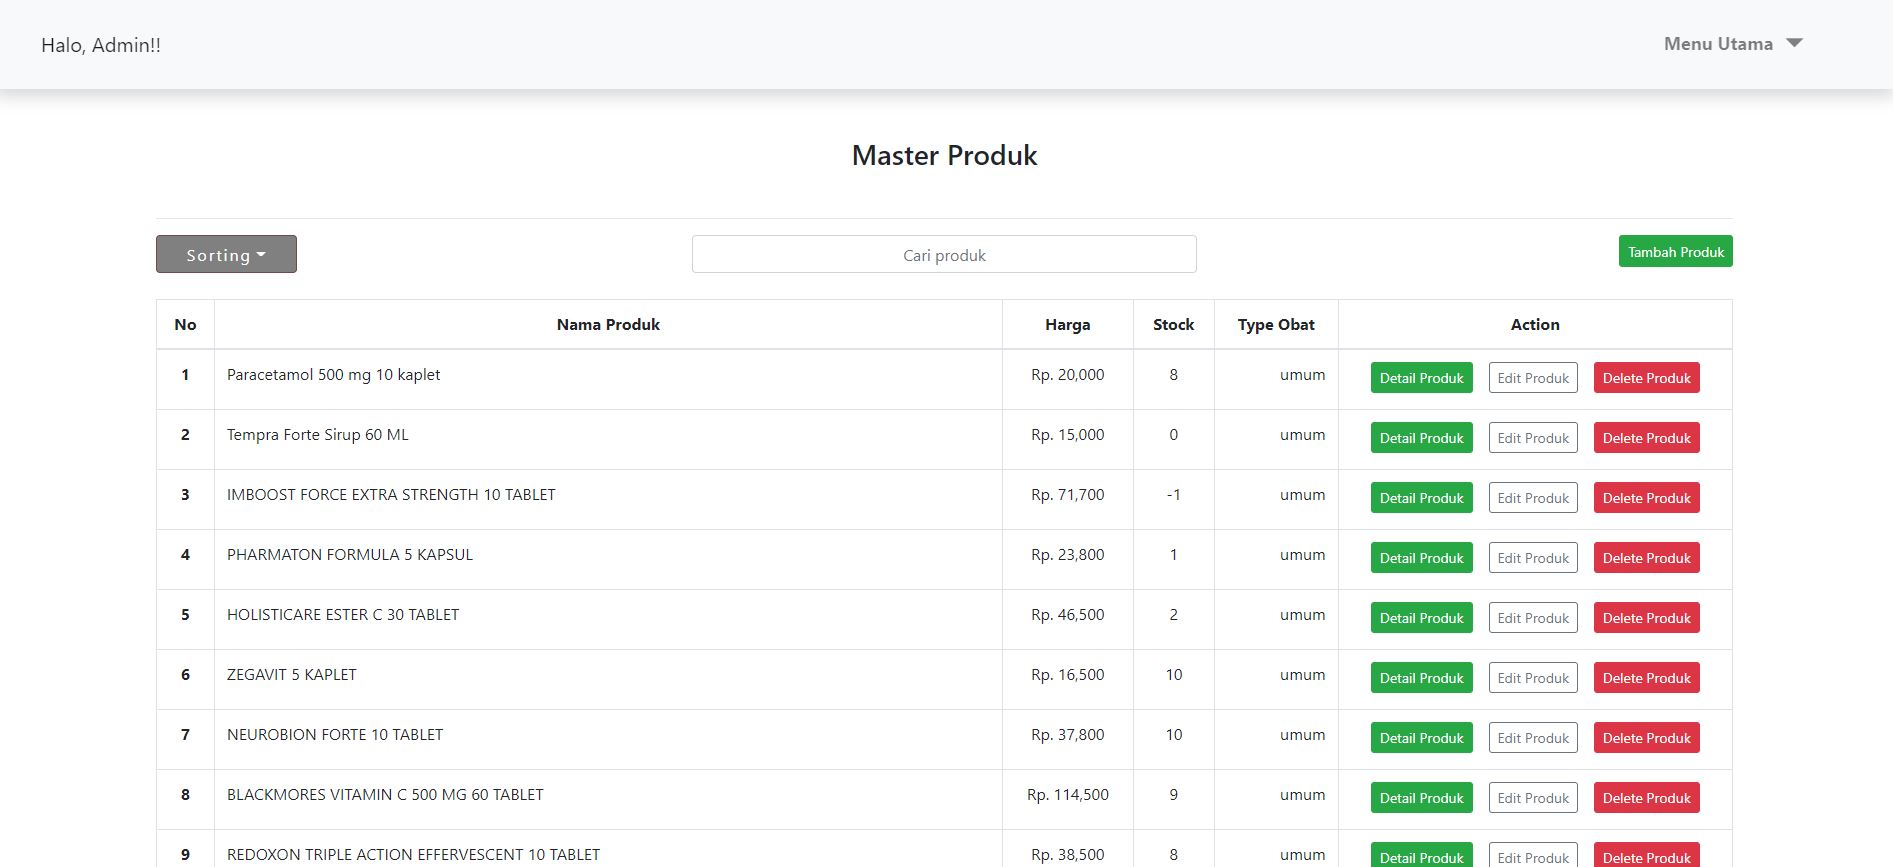 Halo, Admin!!
Menu Utama
Master Produk
Sorting
Cari produk
Tambah Produk
No Nama Produk Harga Stock Type Obat Action
1 Paracetamol 500 mg 10 kaplet Rp. 20,000 8 umum Detail Produk Edit Produk Delete Produk
2 Tempra Forte Sirup 60 ML Rp. 15,000 0 umum Detail Produk Edit Produk Delete Produk
3 IMBOOST FORCE EXTRA STRENGTH 10 TABLET Rp. 71,700 -1 umum Detail Produk Edit Produk Delete Produk
4 PHARMATON FORMULA 5 KAPSUL Rp. 23,800 1 umum Detail Produk Edit Produk Delete Produk
5 HOLISTICARE ESTER C 30 TABLET Rp. 46,500 2 umum Detail Produk Edit Produk Delete Produk
6 ZEGAVIT 5 KAPLET Rp. 16,500 10 umum Detail Produk Edit Produk Delete Produk
7 NEUROBION FORTE 10 TABLET Rp. 37,800 10 umum Detail Produk Edit Produk Delete Produk
8 BLACKMORES VITAMIN C 500 MG 60 TABLET Rp. 114,500 9 umum Detail Produk Edit Produk Delete Produk
9 REDOXON TRIPLE ACTION EFFERVESCENT 10 TABLET Rp. 38,500 8 umum Detail Produk Edit Produk Delete Produk